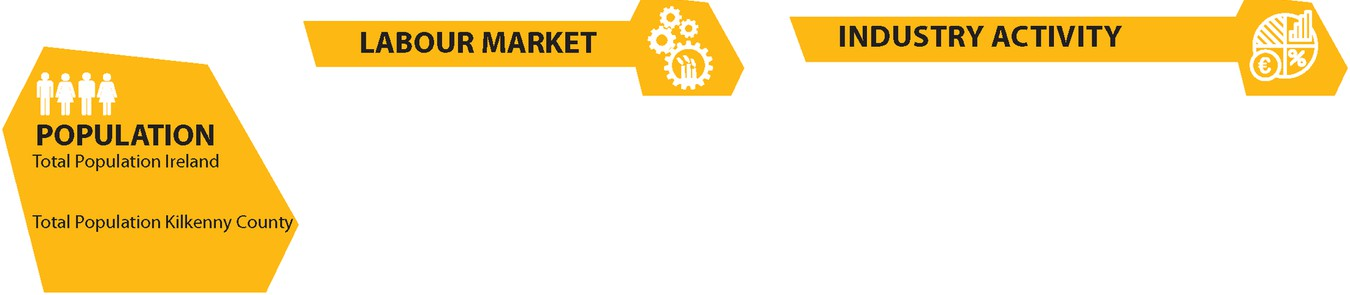 LABOUR MARKET
INDUSTRY ACTIVITY
€
%
POPULATION
Total Population Ireland
Total Population Kilkenny County